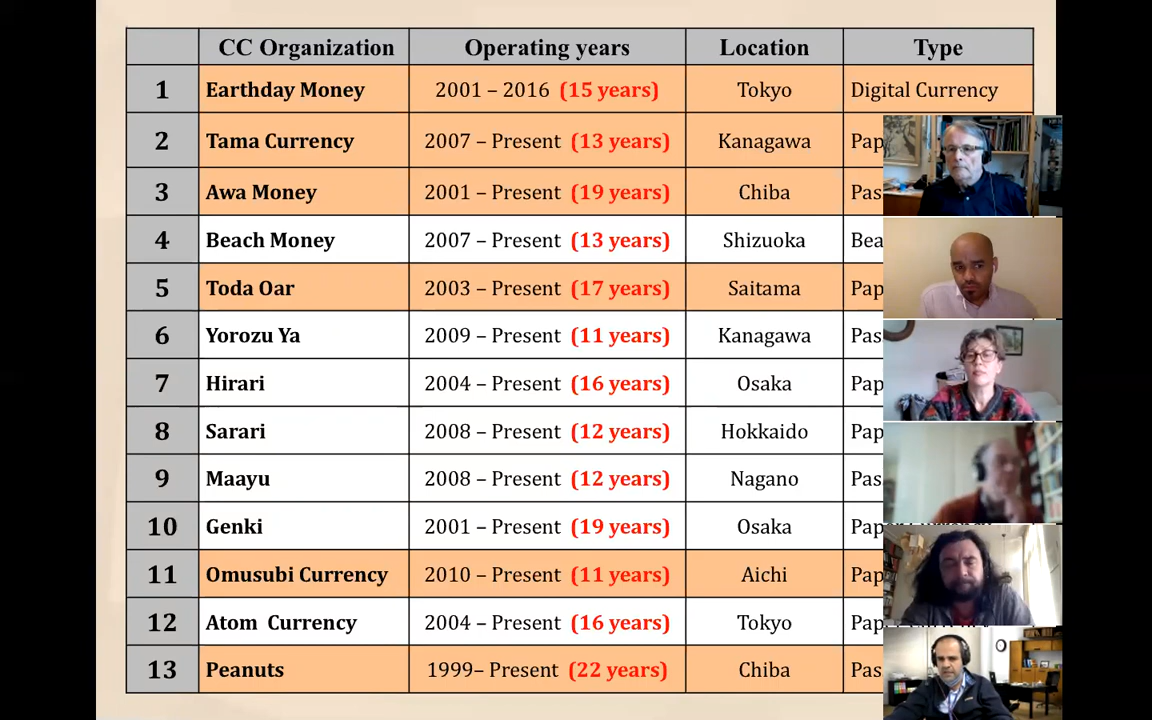 CC Organization Operating years Location Type
1 Earthday Money 2001 – 2016 (15 years) Tokyo Digital Currency
2 Tama Currency 2007 – Present (13 years) Kanagawa
3 Awa Money 2001 – Present (19 years) Chiba
4 Beach Money 2007 – Present (13 years) Shizuoka
5 Toda Oar 2003 – Present (17 years) Saitama
6 Yorozu Ya 2009 – Present (11 years) Kanagawa
7 Hirari 2004 – Present (16 years) Osaka
8 Sarari 2008 – Present (12 years) Hokkaido
9 Maayu 2008 – Present (12 years) Nagano
10 Genki 2001 – Present (19 years) Osaka
11 Omusubi Currency 2010 – Present (11 years) Aichi
12 Atom Currency 2004 – Present (16 years) Tokyo
13 Peanuts 1999– Present (22 years) Chiba